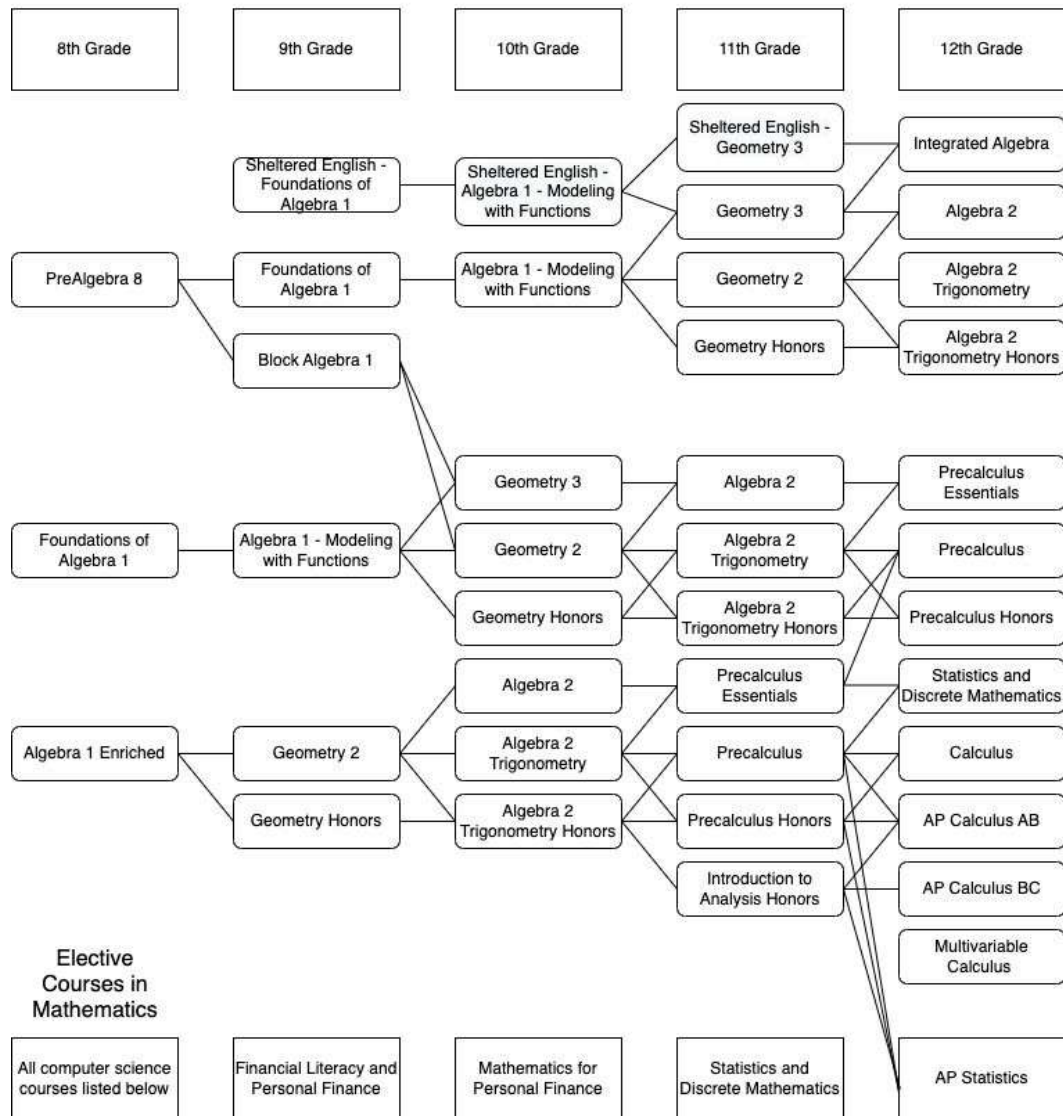 8th Grade
9th Grade
10th Grade
11th Grade
12th Grade
Sheltered English -
Foundations of
Algebra 1
Sheltered English -
Algebra 1 - Modeling
with Functions
Sheltered English -
Geometry 3
Integrated Algebra
Geometry 3
Algebra 2
PreAlgebra 8
Foundations of
Algebra 1
Algebra 1 - Modeling
with Functions
Geometry 2
Algebra 2
Trigonometry
Block Algebra 1
Geometry Honors
Algebra 2
Trigonometry Honors
Geometry 3
Algebra 2
Precalculus
Essentials
Foundations of
Algebra 1
Algebra 1 - Modeling
with Functions
Geometry 2
Algebra 2
Trigonometry
Precalculus
Geometry Honors
Algebra 2
Trigonometry Honors
Precalculus Honors
Algebra 2
Precalculus
Essentials
Statistics and
Discrete Mathematics
Algebra 1 Enriched
Geometry 2
Algebra 2
Trigonometry
Precalculus
Calculus
Geometry Honors
Algebra 2
Trigonometry Honors
Precalculus Honors
AP Calculus AB
Introduction to
Analysis Honors
AP Calculus BC
Multivariable
Calculus
Elective
Courses in
Mathematics
All computer science
courses listed below
Financial Literacy and
Personal Finance
Mathematics for
Personal Finance
Statistics and
Discrete Mathematics
AP Statistics